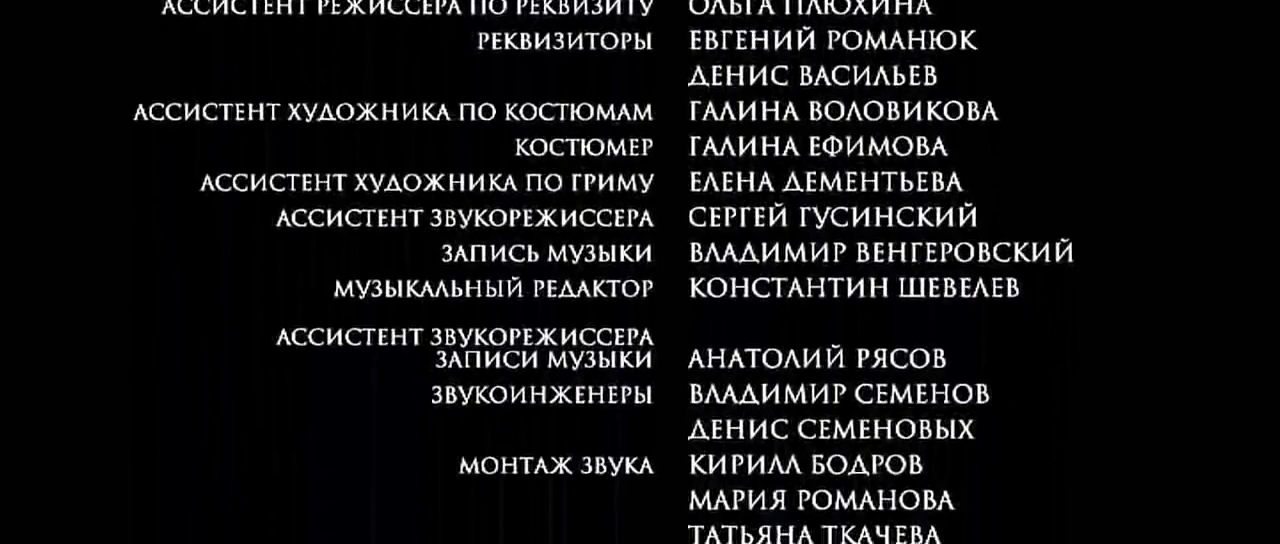 АССИСТЕНТ РЕЖИССЕРА ПО РЕКВИЗИТУ ОЛЬГА ПЛЮХИНА
РЕКВИЗИТОРЫ ЕВГЕНИЙ РОМАНЮК
ДЕНИС ВАСИЛЬЕВ
АССИСТЕНТ ХУДОЖНИКА ПО КОСТЮМАМ ГАЛИНА ВОЛОВИКОВА
КОСТЮМЕР ГАЛИНА ЕФИМОВА
АССИСТЕНТ ХУДОЖНИКА ПО ГРИМУ ЕЛЕНА ДЕМЕНТЬЕВА
АССИСТЕНТ ЗВУКОРЕЖИССЕРА СЕРГЕЙ ГУСИНСКИЙ
ЗАПИСЬ МУЗЫКИ ВЛАДИМИР ВЕНГЕРОВСКИЙ
МУЗЫКАЛЬНЫЙ РЕДАКТОР КОНСТАНТИН ШЕВЕЛЕВ
АССИСТЕНТ ЗВУКОРЕЖИССЕРА
ЗАПИСИ МУЗЫКИ АНАТОЛИЙ РЯСОВ
ЗВУКОИНЖЕНЕРЫ ВЛАДИМИР СЕМЕНОВ
ДЕНИС СЕМЕНОВЫХ
МОНТАЖ ЗВУКА КИРИЛЛ БОДРОВ
МАРИЯ РОМАНОВА
ТАТЬЯНА ТКАЧЕВА